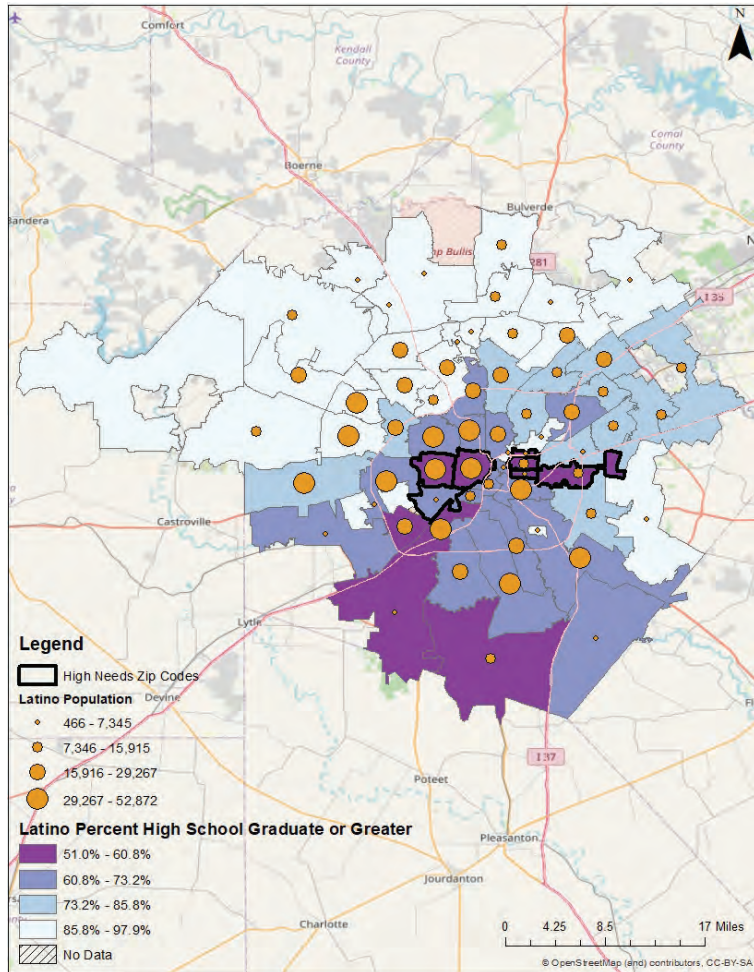 N
Comfort
Kendall
County
Comal
County
Boerne
Bandera
Bulverde
mp Bullis
281
I 35
Castroville
Lytle
Legend
High Needs Zip Codes
Latino Population
466 - 7,345
7,346 - 15,915
15,916 - 29,267
29,267 - 52,872
Devine
I 37
Poteet
Latino Percent High School Graduate or Greater
51.0% - 60.8%
60.8% - 73.2%
73.2% - 85.8%
85.8% - 97.9%
No Data
Pleasanton
Jourdanton
Charlotte
0 4.25 8.5 17 Miles
© OpenStreetMap (and) contributors, CC-BY-SA